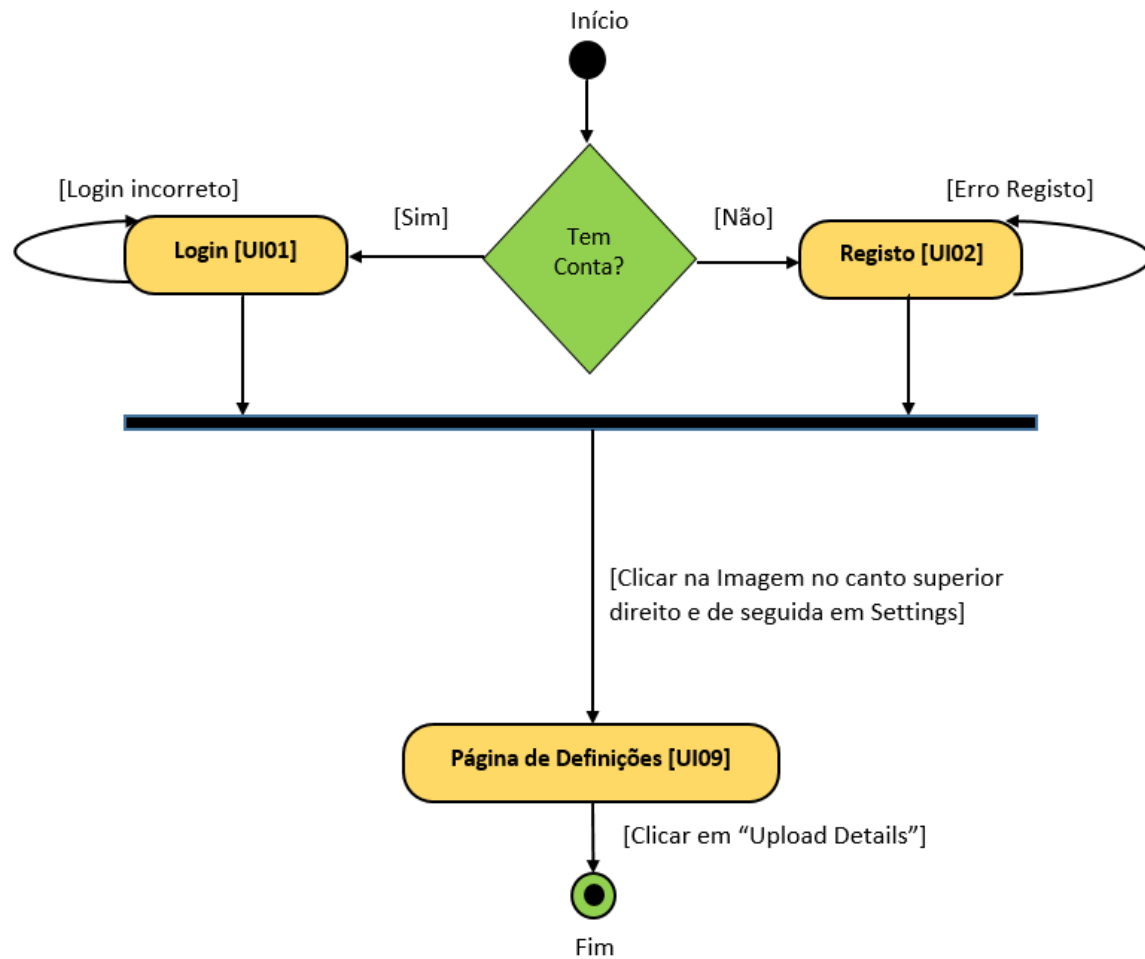 Início
[Login incorreto]
[Erro Registo]
[Sim]
[Não]
Login [UI01]
Tem
Conta?
Registo [UI02]
[Clicar na Imagem no canto superior
direito e de seguida em Settings]
Página de Definições [UI09]
[Clicar em “Upload Details”]
Fim